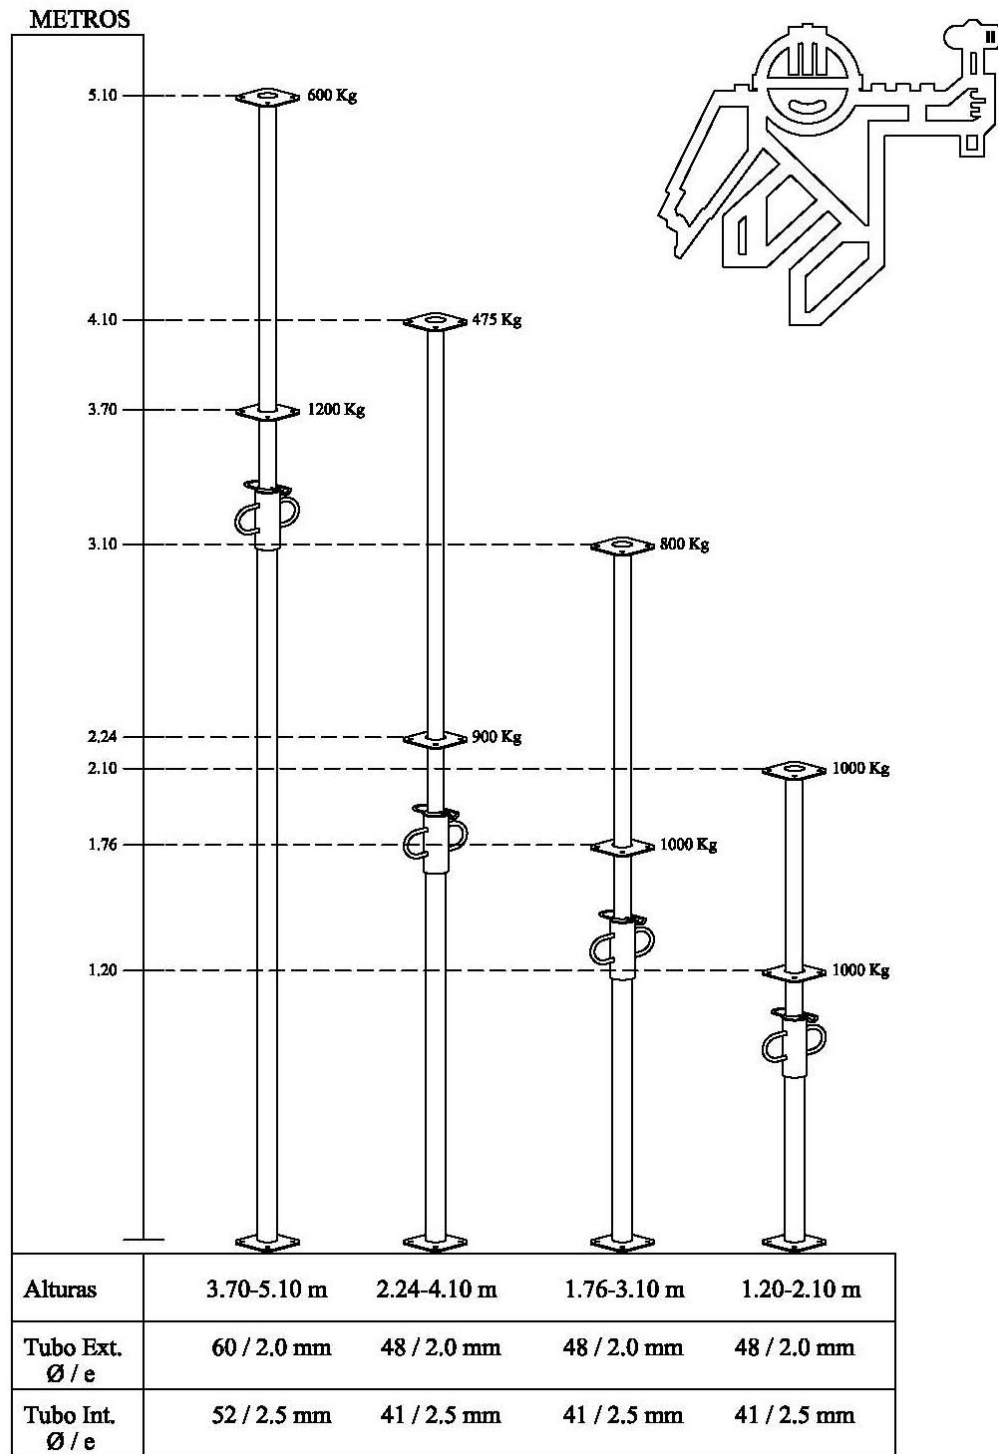 METROS
5.10 600 Kg
4.10 475 Kg
3.70 1200 Kg
3.10 800 Kg
2,24 900 Kg
2.10 1000 Kg
1,76 1000 Kg
1,20 1000 Kg
Alturas 3.70-5.10 m 2.24-4.10 m 1.76-3.10 m 1.20-2.10 m
Tubo Ext. 60 / 2.0 mm 48 / 2.0 mm 48 / 2.0 mm 48 / 2.0 mm
Ø / e
Tubo Int. 52 / 2.5 mm 41 / 2.5 mm 41 / 2.5 mm 41 / 2.5 mm
Ø / e